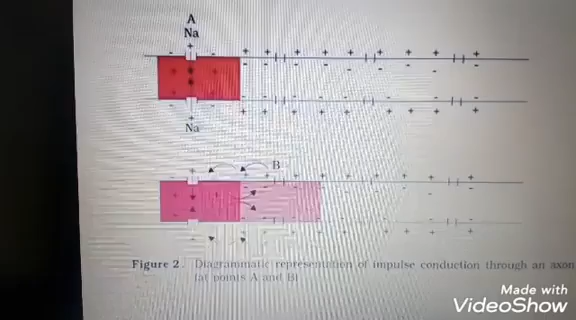 A
Na
Na
B
Figure 2. Diagrammatic representation of impulse conduction through an axon
(at points A and B)
Made with
VideoShow